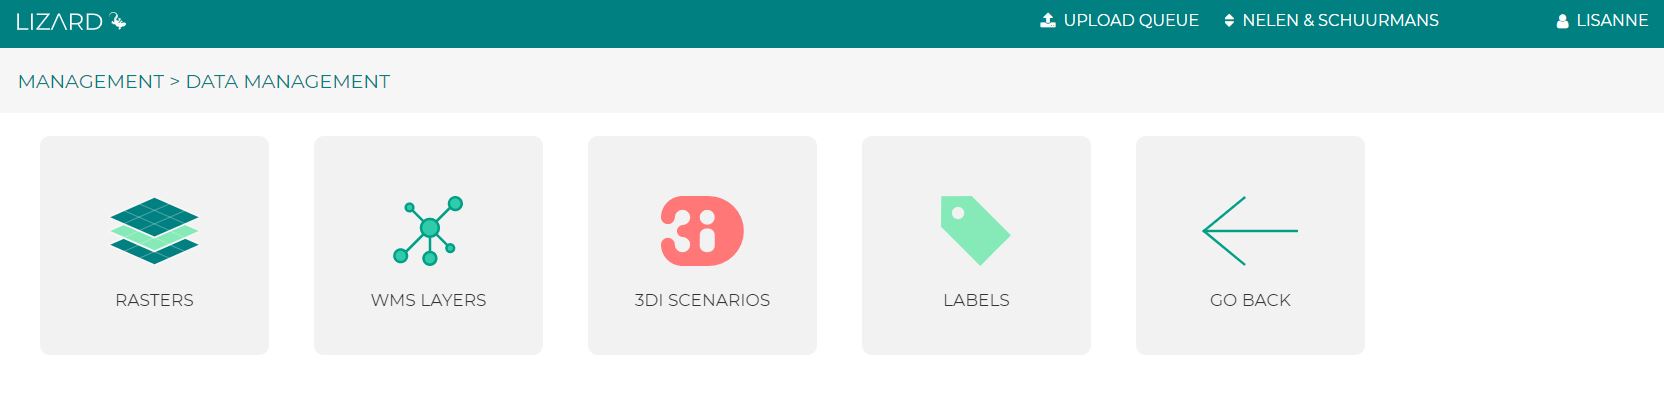 LIZARD
UPLOAD QUEUE
NELEN & SCHUURMANS
LISANNE
MANAGEMENT > DATA MANAGEMENT
3i
RASTERS
WMS LAYERS
3DI SCENARIOS
LABELS
GO BACK